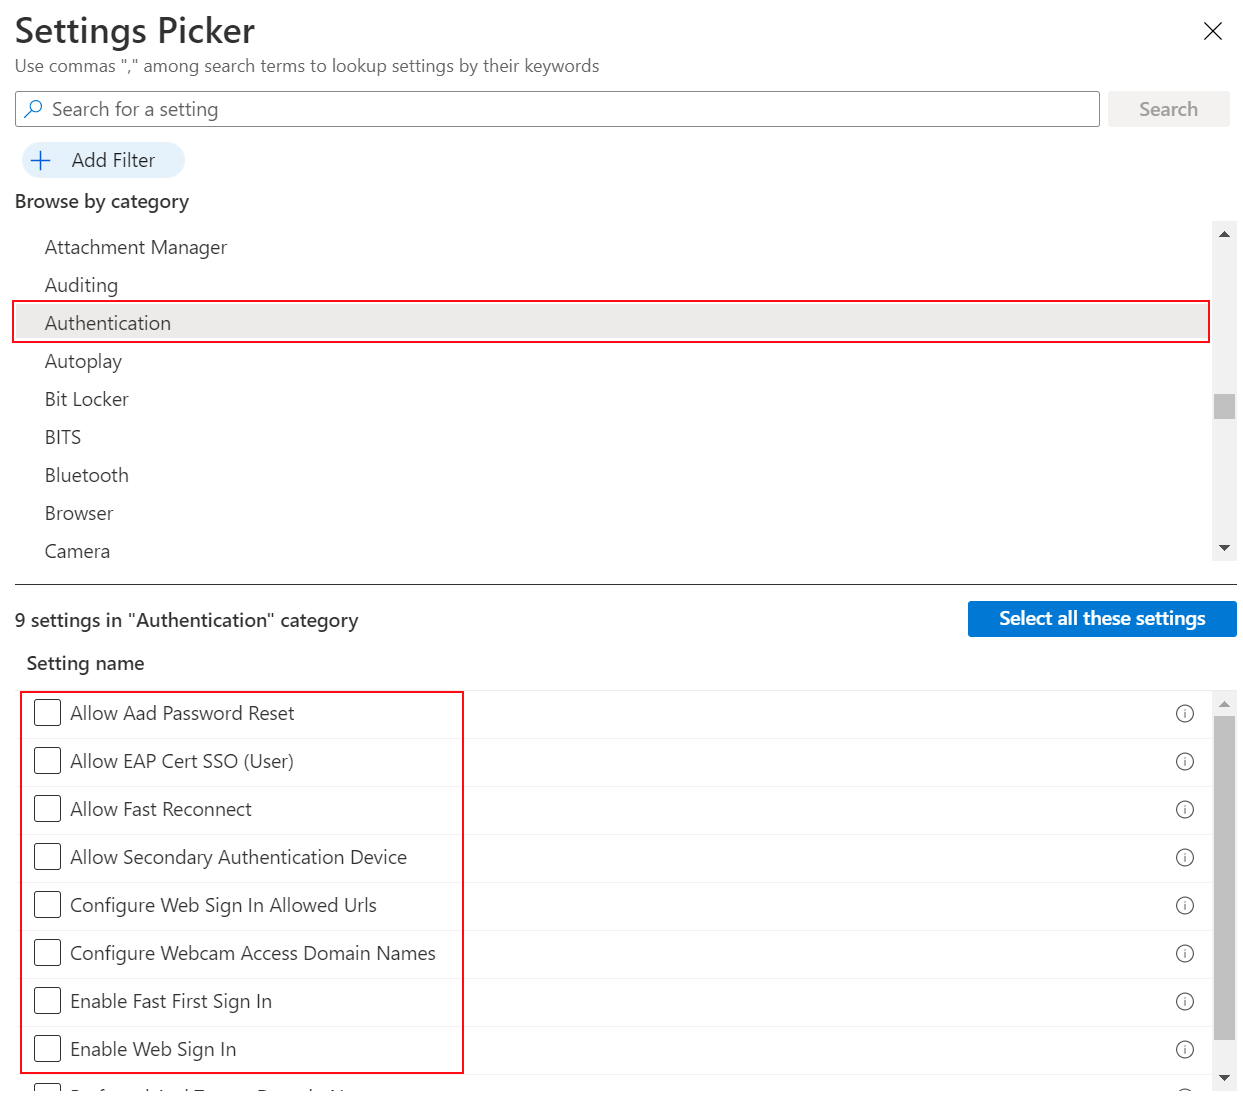 Settings Picker
Use commas "," among search terms to lookup settings by their keywords
Search for a setting
Search
Add Filter
Browse by category
Attachment Manager
Auditing
Authentication
Autoplay
Bit Locker
BITS
Bluetooth
Browser
Camera
9 settings in "Authentication" category
Select all these settings
Setting name
Allow Aad Password Reset
Allow EAP Cert SSO (User)
Allow Fast Reconnect
Allow Secondary Authentication Device
Configure Web Sign In Allowed Urls
Configure Webcam Access Domain Names
Enable Fast First Sign In
Enable Web Sign In